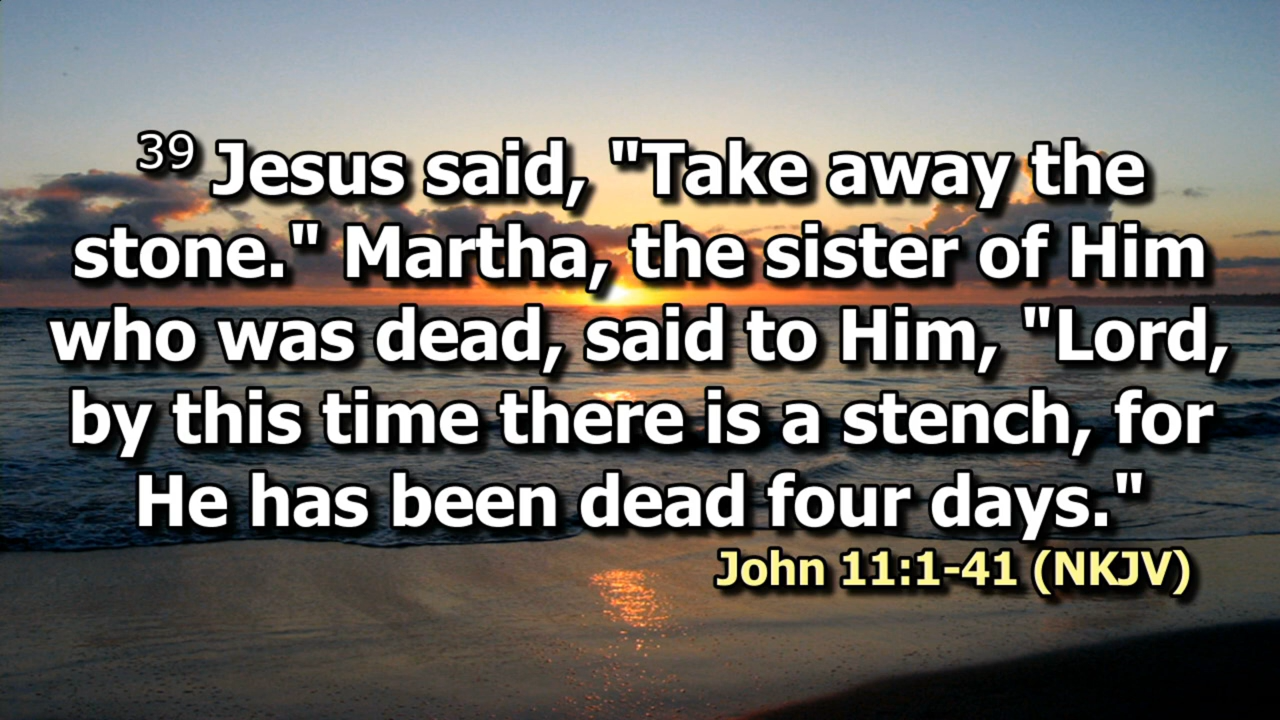 39 Jesus said, "Take away the
stone." Martha, the sister of Him
who was dead, said to Him, "Lord,
by this time there is a stench, for
He has been dead four days."
John 11:1-41 (NKJV)